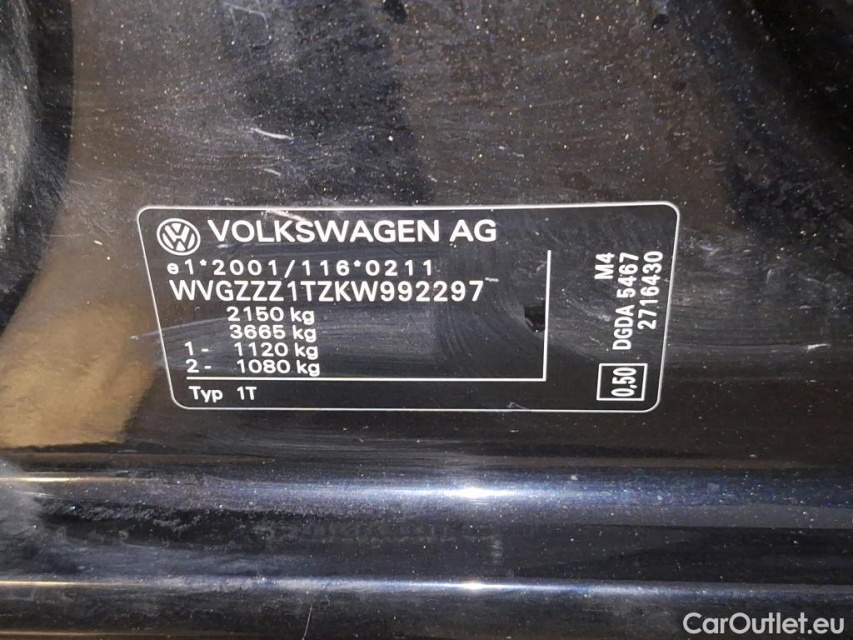 VOLKSWAGEN AG
e1*2001/116*0211
WVGZZZ1TZKW992297
2150 kg
3665 kg
1 - 1120 kg
2 - 1080 kg
Typ 1T
M4
DGDA 5467
2716430
0,50
CarOutlet.eu